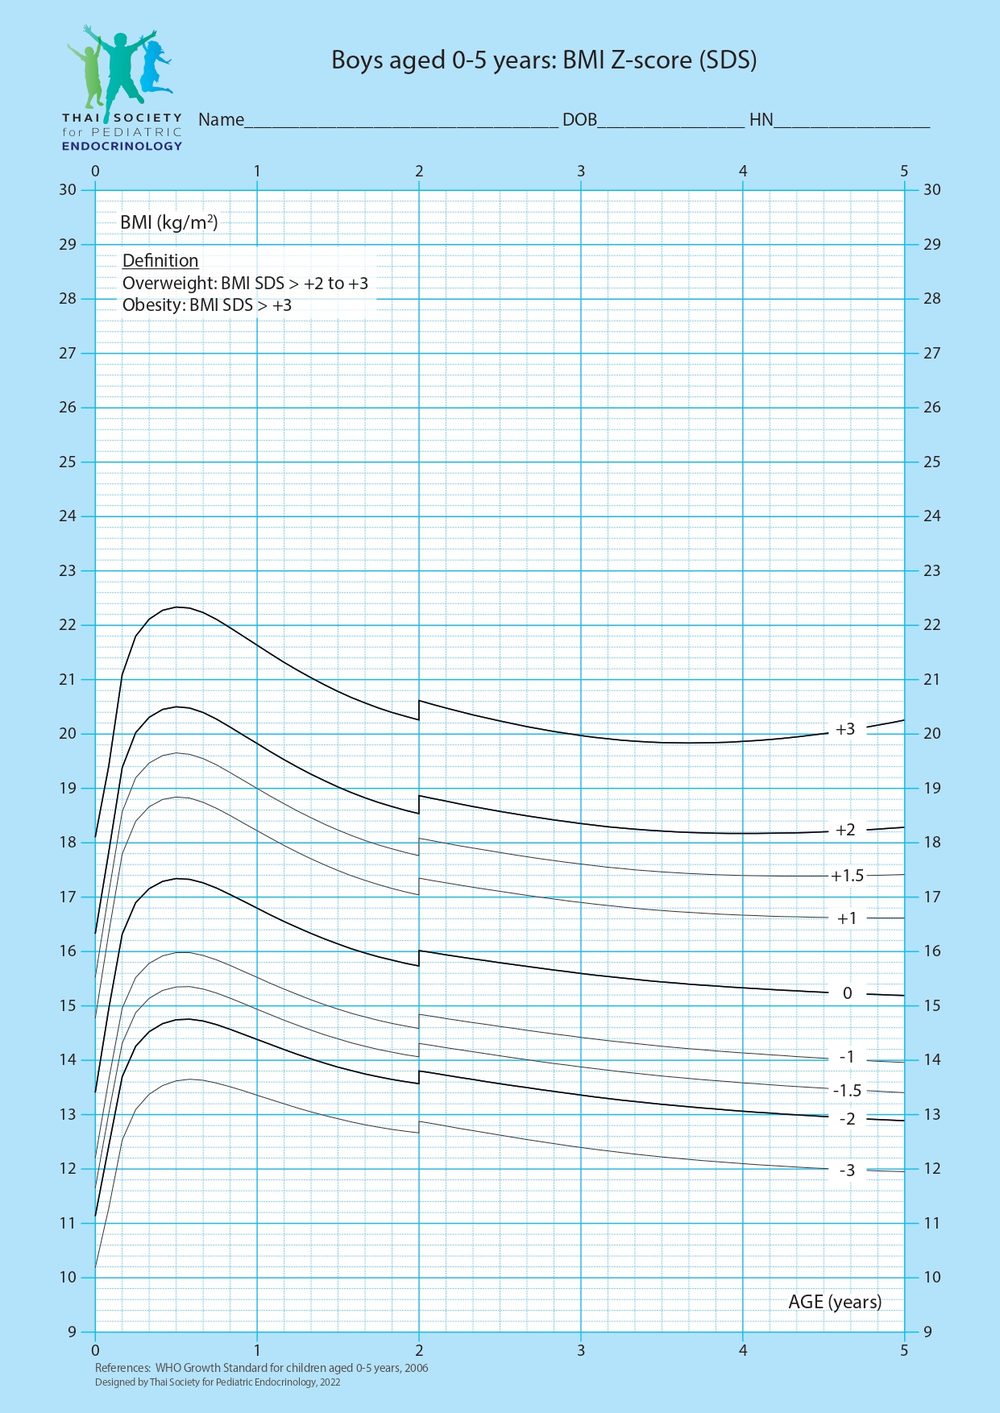 THAI SOCIETY
for PEDIATRIC
ENDOCRINOLOGY
Boys aged 0-5 years: BMI Z-score (SDS)
Name__________________________________ DOB________________ HN_________________
0 1 2 3 4 5
30 30
BMI (kg/m²)
29 29
Definition
Overweight: BMI SDS > +2 to +3
28 28
Obesity: BMI SDS > +3
27 27
26 26
25 25
24 24
23 23
22 22
21 21
20 +3 20
19 19
18 +2 18
+1.5
17 17
+1
16 16
0
15 15
14 -1 14
-1.5
13 -2 13
12 -3 12
11 11
10 10
AGE (years)
9 9
0 1 2 3 4 5
References: WHO Growth Standard for children aged 0-5 years, 2006
Designed by Thai Society for Pediatric Endocrinology, 2022